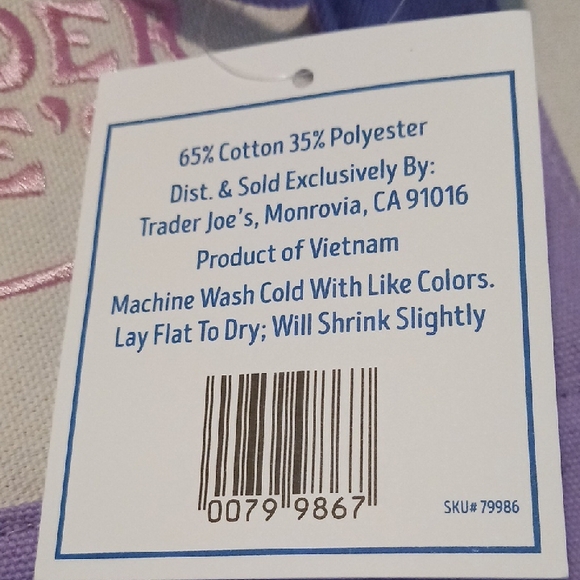 DER
E'S
65% Cotton 35% Polyester
Dist. & Sold Exclusively By:
Trader Joe's, Monrovia, CA 91016
Product of Vietnam
Machine Wash Cold With Like Colors.
Lay Flat To Dry; Will Shrink Slightly
0079 9867
SKU# 79986